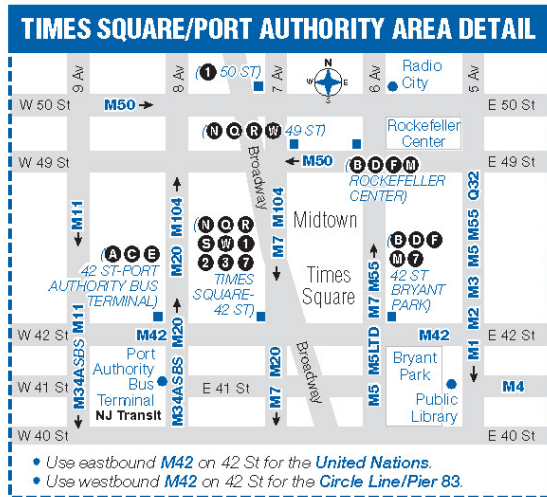 TIMES SQUARE/PORT AUTHORITY AREA DETAIL
9 Av
8 Av
(1 50 ST)
7 Av
N
W
E
S
6 Av
Radio
City
5 Av
W 50 St
M50 →
E 50 St
(N Q R W 49 ST)
Rockefeller
Center
W 49 St
← M50
E 49 St
(B D F M
ROCKEFELLER
CENTER)
Broadway
M11
M104
M20
M104
M7
Midtown
Times
Square
M55
M7
Q32
M55
M5
M3
M2
M1
(N Q R
S W 1
2 3 7
TIMES
SQUARE-
42 ST)
(B D F
M 7
42 ST
BRYANT
PARK)
(A C E
42 ST-PORT
AUTHORITY BUS
TERMINAL)
W 42 St
M42
M42
E 42 St
M11
M34ASBS
M20
M34ASBS
M20
M7
M5LTD
M5
Port
Authority
Bus
Terminal
NJ Transit
Broadway
Bryant
Park
Public
Library
W 41 St
E 41 St
M4
W 40 St
E 40 St
• Use eastbound M42 on 42 St for the United Nations.
• Use westbound M42 on 42 St for the Circle Line/Pier 83.